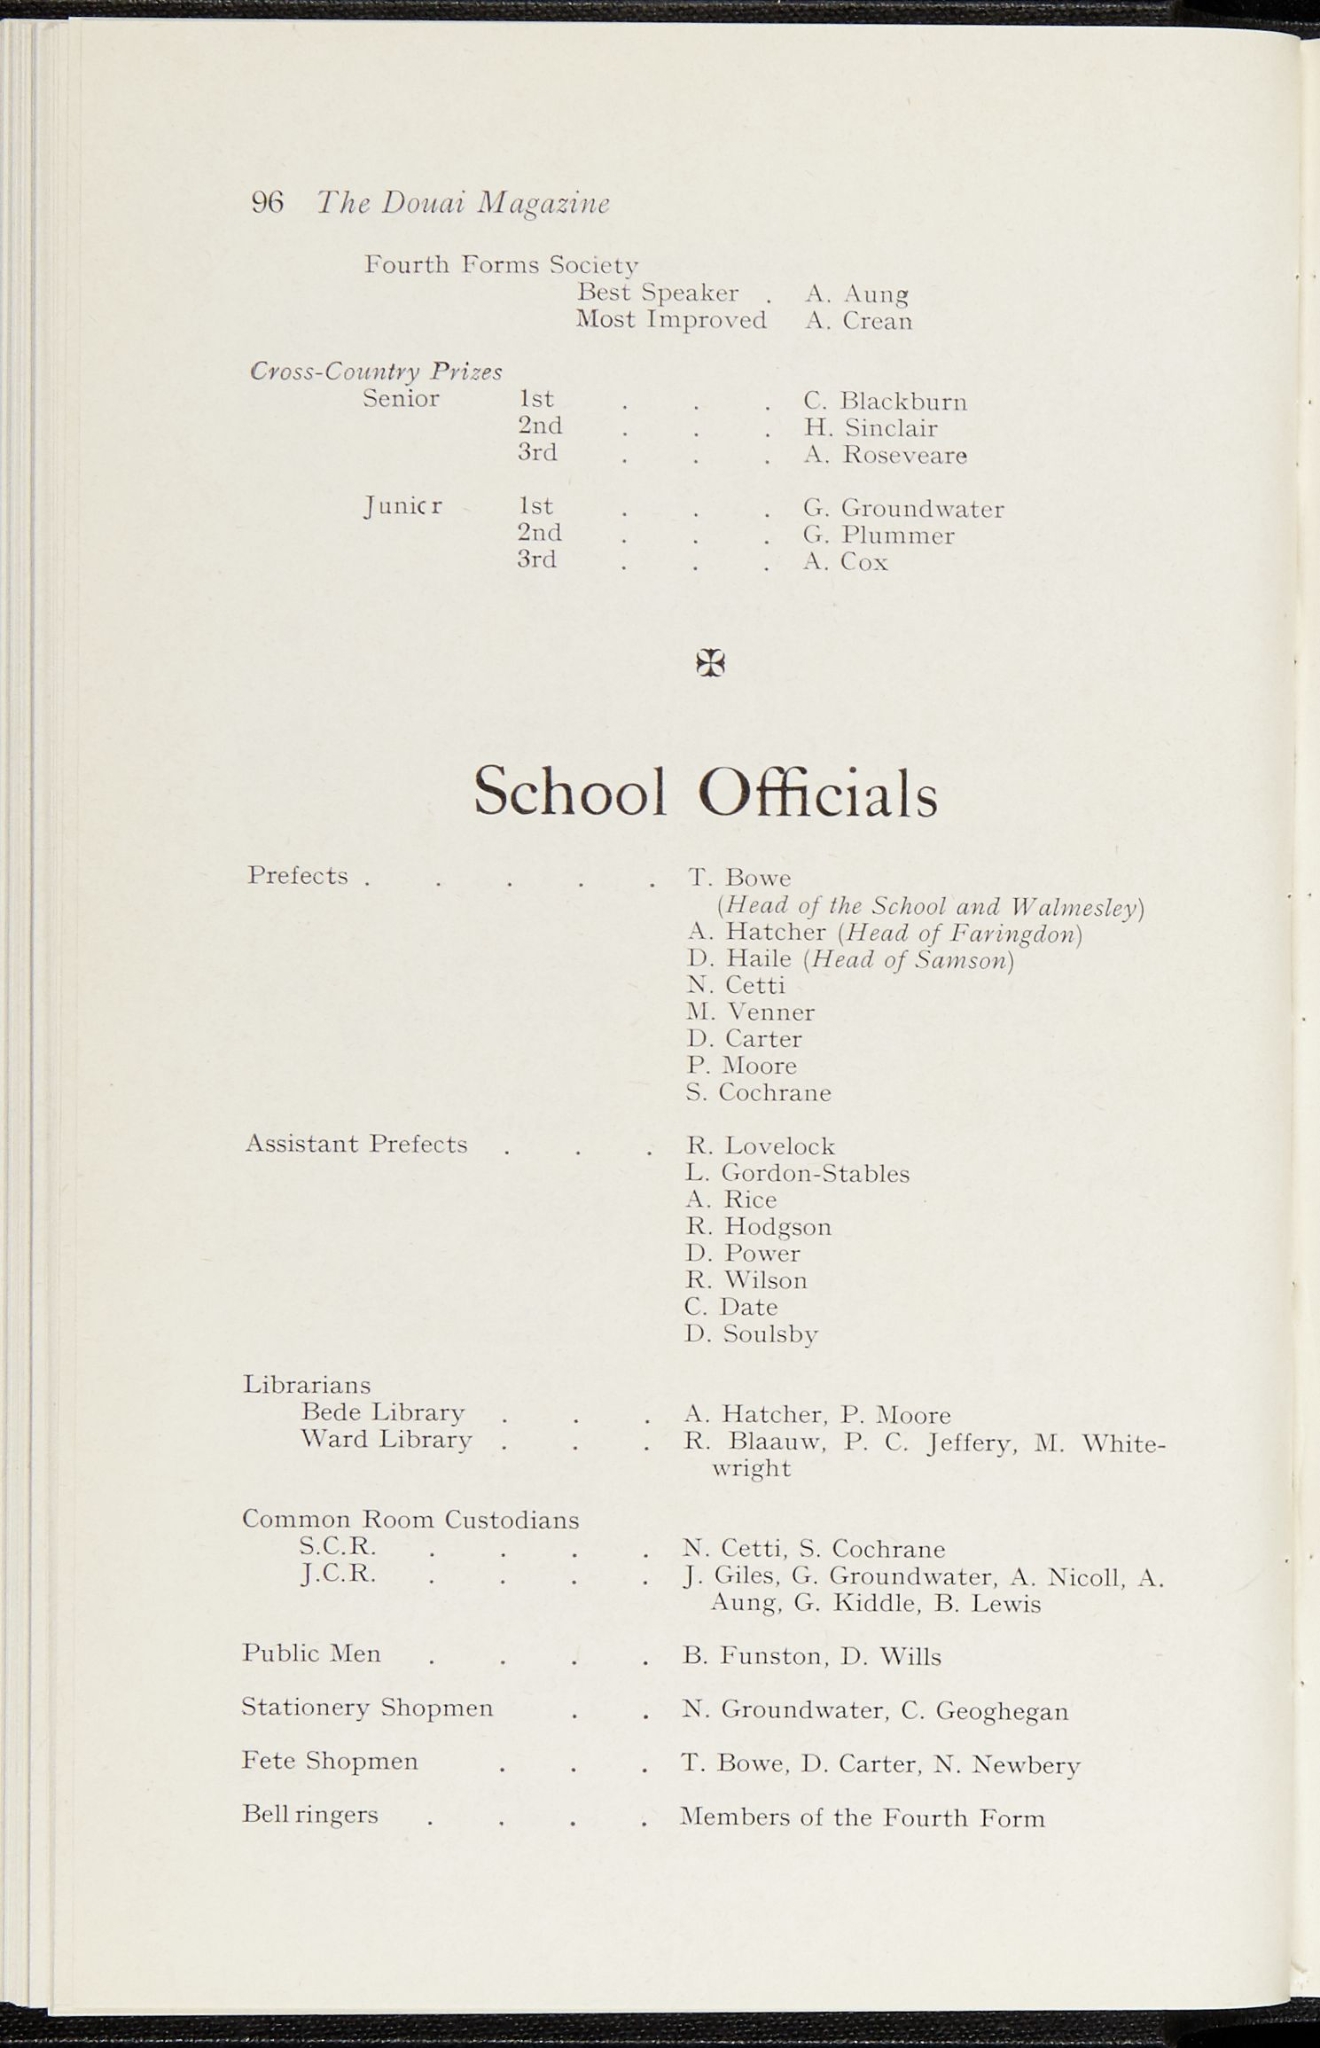 96 The Douai Magazine
Fourth Forms Society
Best Speaker . A. Aung
Most Improved A. Crean
Cross-Country Prizes
Senior 1st . . . C. Blackburn
2nd . . . H. Sinclair
3rd . . . A. Roseveare
Junior 1st . . . G. Groundwater
2nd . . . G. Plummer
3rd . . . A. Cox
School Officials
Prefects . . . . . T. Bowe
(Head of the School and Walmesley)
A. Hatcher (Head of Faringdon)
D. Haile (Head of Samson)
N. Cetti
M. Venner
D. Carter
P. Moore
S. Cochrane
Assistant Prefects . . . R. Lovelock
L. Gordon-Stables
A. Rice
R. Hodgson
D. Power
R. Wilson
C. Date
D. Soulsby
Librarians
Bede Library . . . A. Hatcher, P. Moore
Ward Library . . . R. Blaauw, P. C. Jeffery, M. White-
wright
Common Room Custodians
S.C.R. . . . . N. Cetti, S. Cochrane
J.C.R. . . . . J. Giles, G. Groundwater, A. Nicoll, A.
Aung, G. Kiddle, B. Lewis
Public Men . . . . B. Funston, D. Wills
Stationery Shopmen . . N. Groundwater, C. Geoghegan
Fete Shopmen . . . T. Bowe, D. Carter, N. Newbery
Bell ringers . . . . Members of the Fourth Form